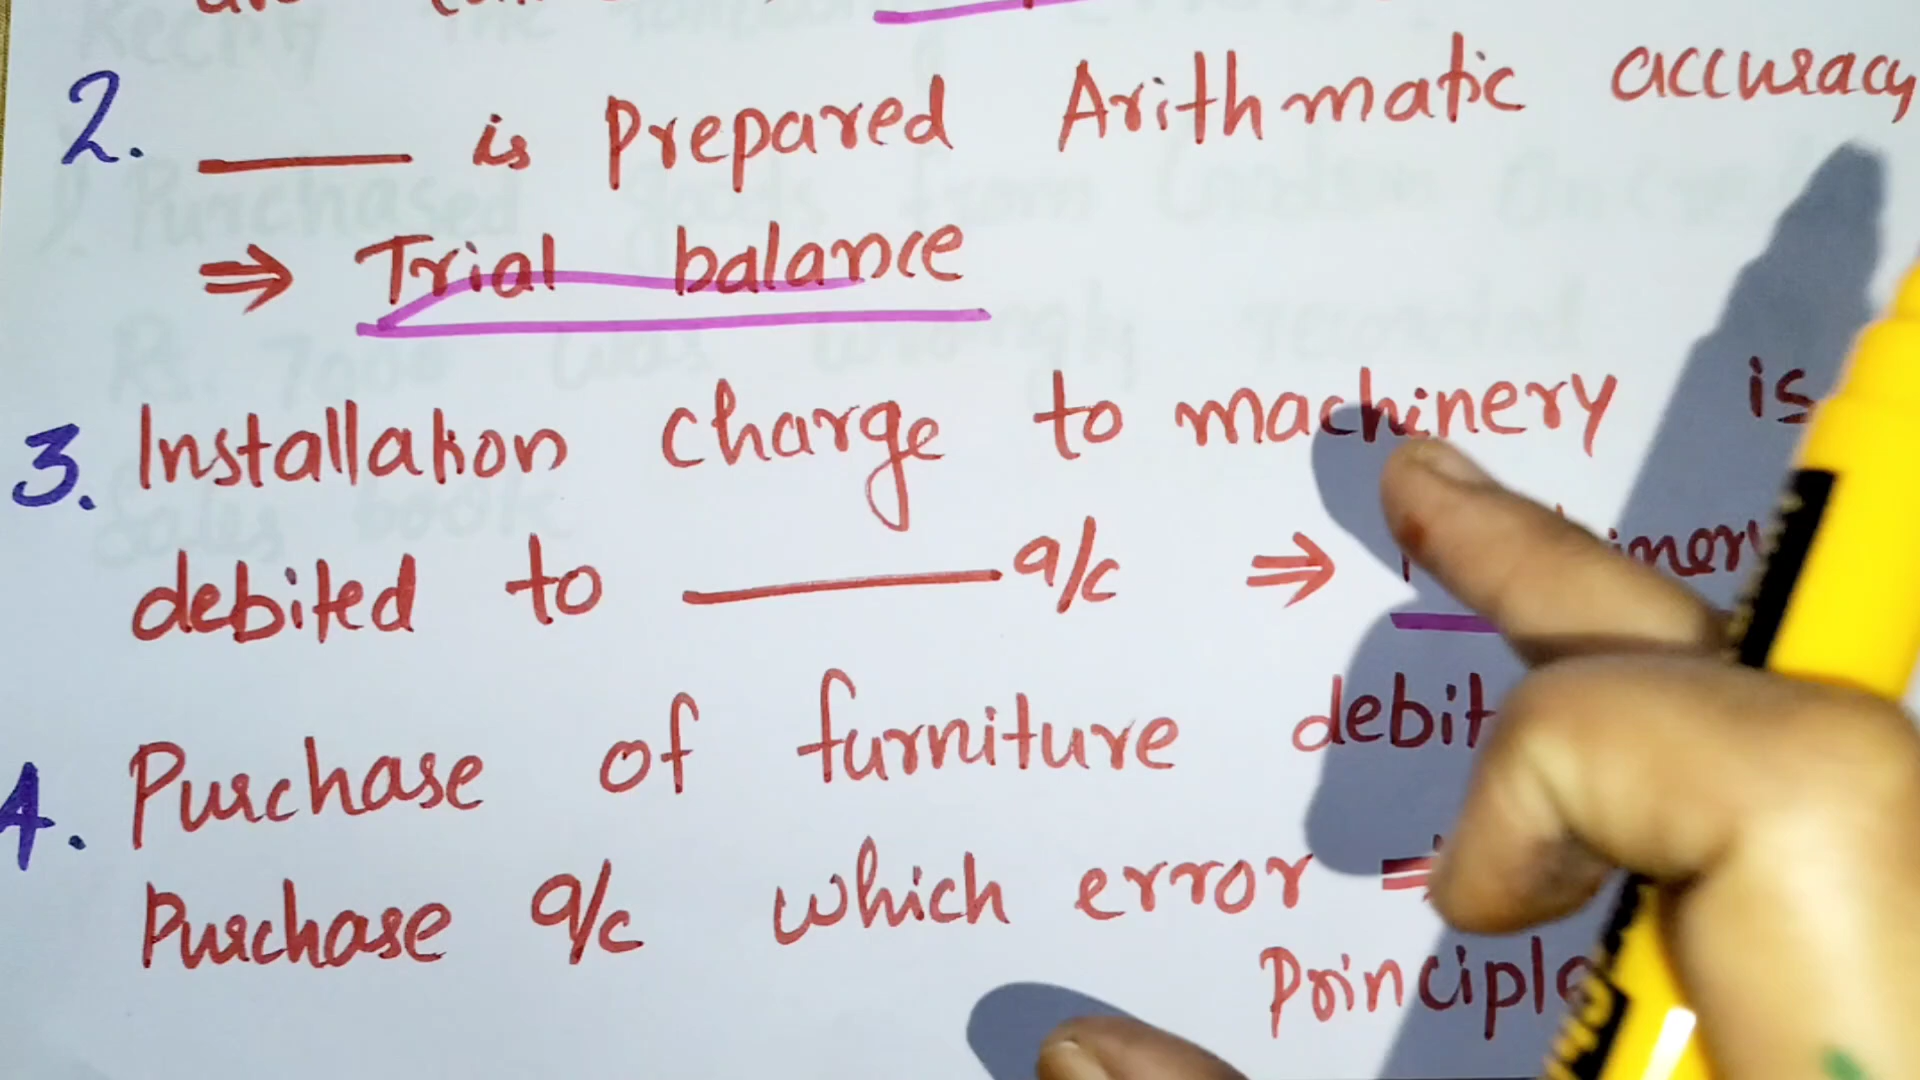 2. ____ is Prepared Arithmatic accuracy
⇒ Trial balance
3. Installation charge to machinery is
debited to ____ a/c ⇒
4. Purchase of furniture debit
Purchase a/c which error ⇒
Principle